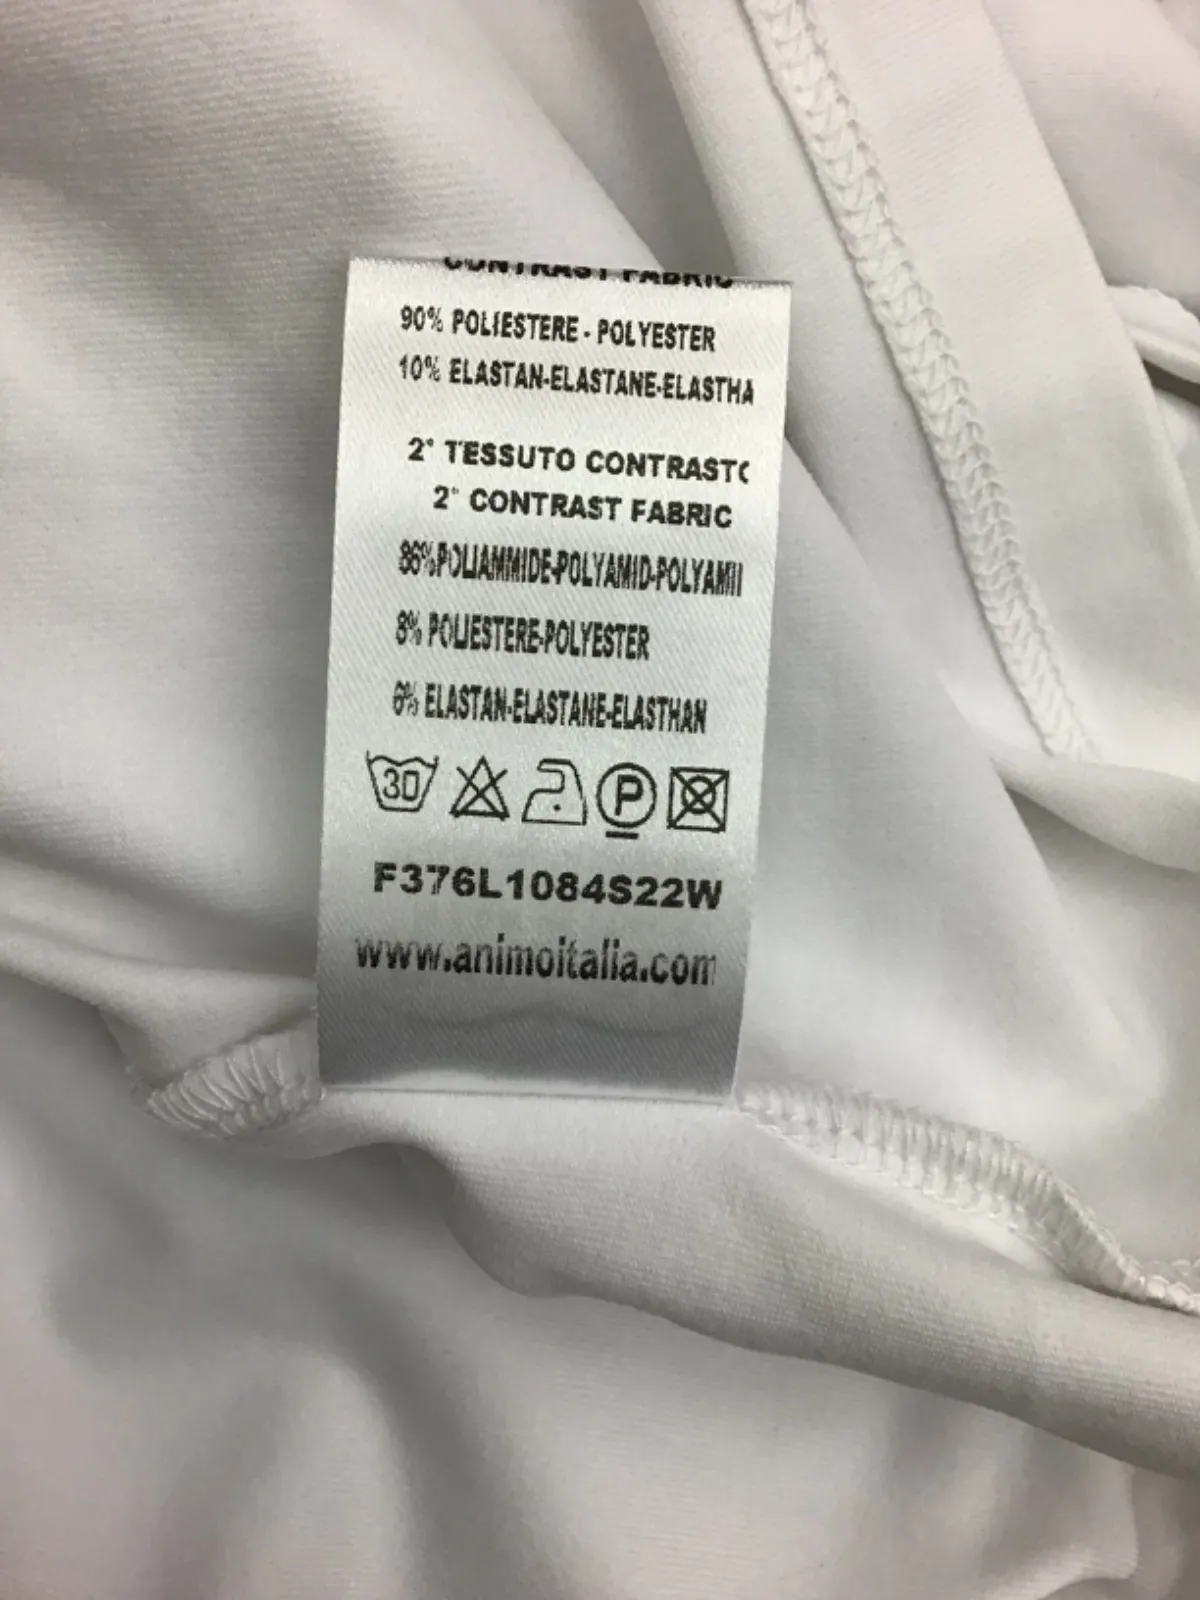 CONTRAST FABRIC
90% POLIESTERE - POLYESTER
10% ELASTAN-ELASTANE-ELASTHA
2° TESSUTO CONTRASTO
2° CONTRAST FABRIC
86%POLIAMMIDE-POLYAMID-POLYAMII
8% POLIESTERE-POLYESTER
6% ELASTAN-ELASTANE-ELASTHAN
30 P
F376L1084S22W
www.animoitalia.com